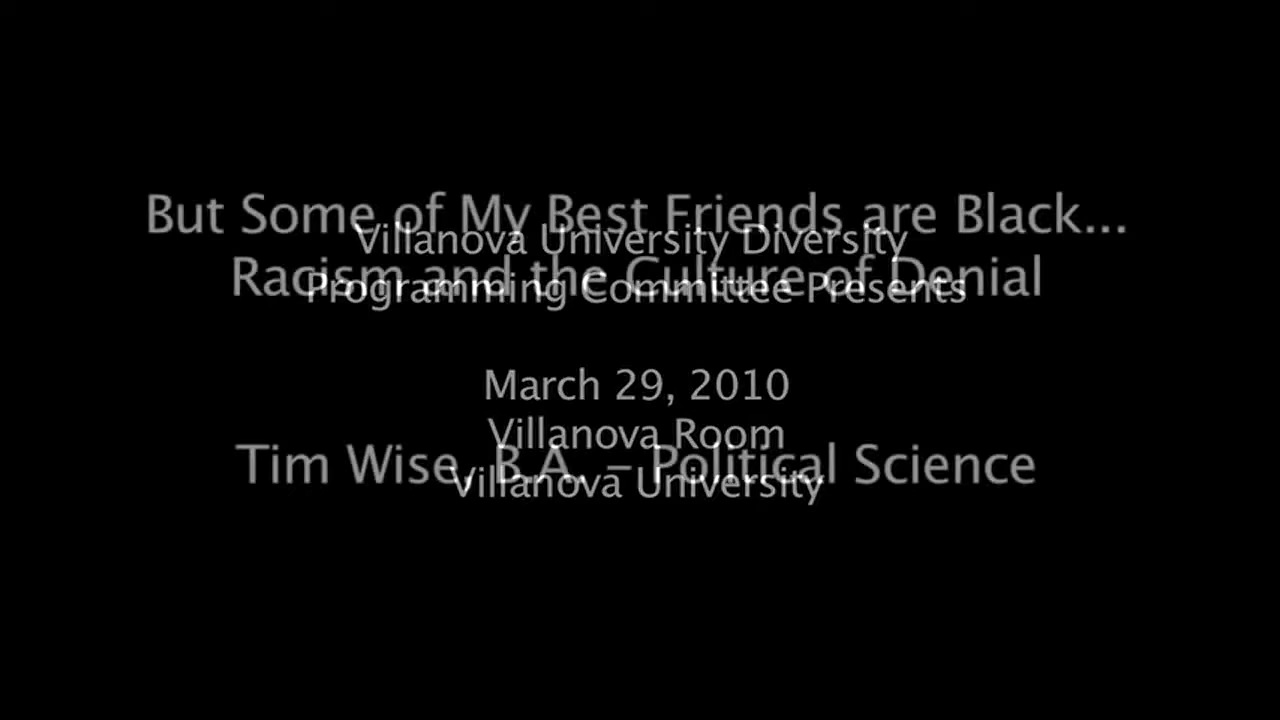 But Some of My Best Friends are Black...
Villanova University Diversity
Racism and the Culture of Denial
Programming Committee Presents
March 29, 2010
Villanova Room
Tim Wise, B.A. – Political Science
Villanova University